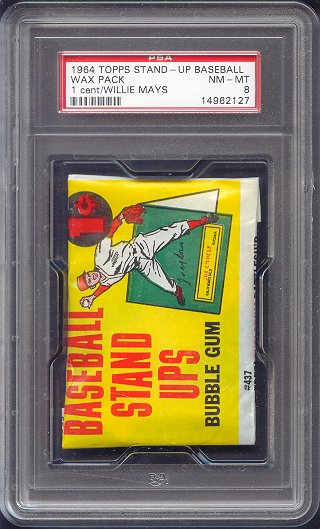 PSA
1964 TOPPS STAND-UP BASEBALL
WAX PACK NM-MT
1 cent/WILLIE MAYS 8
14962127
1¢
BASEBALL
STAND
UPS
BUBBLE GUM
#437